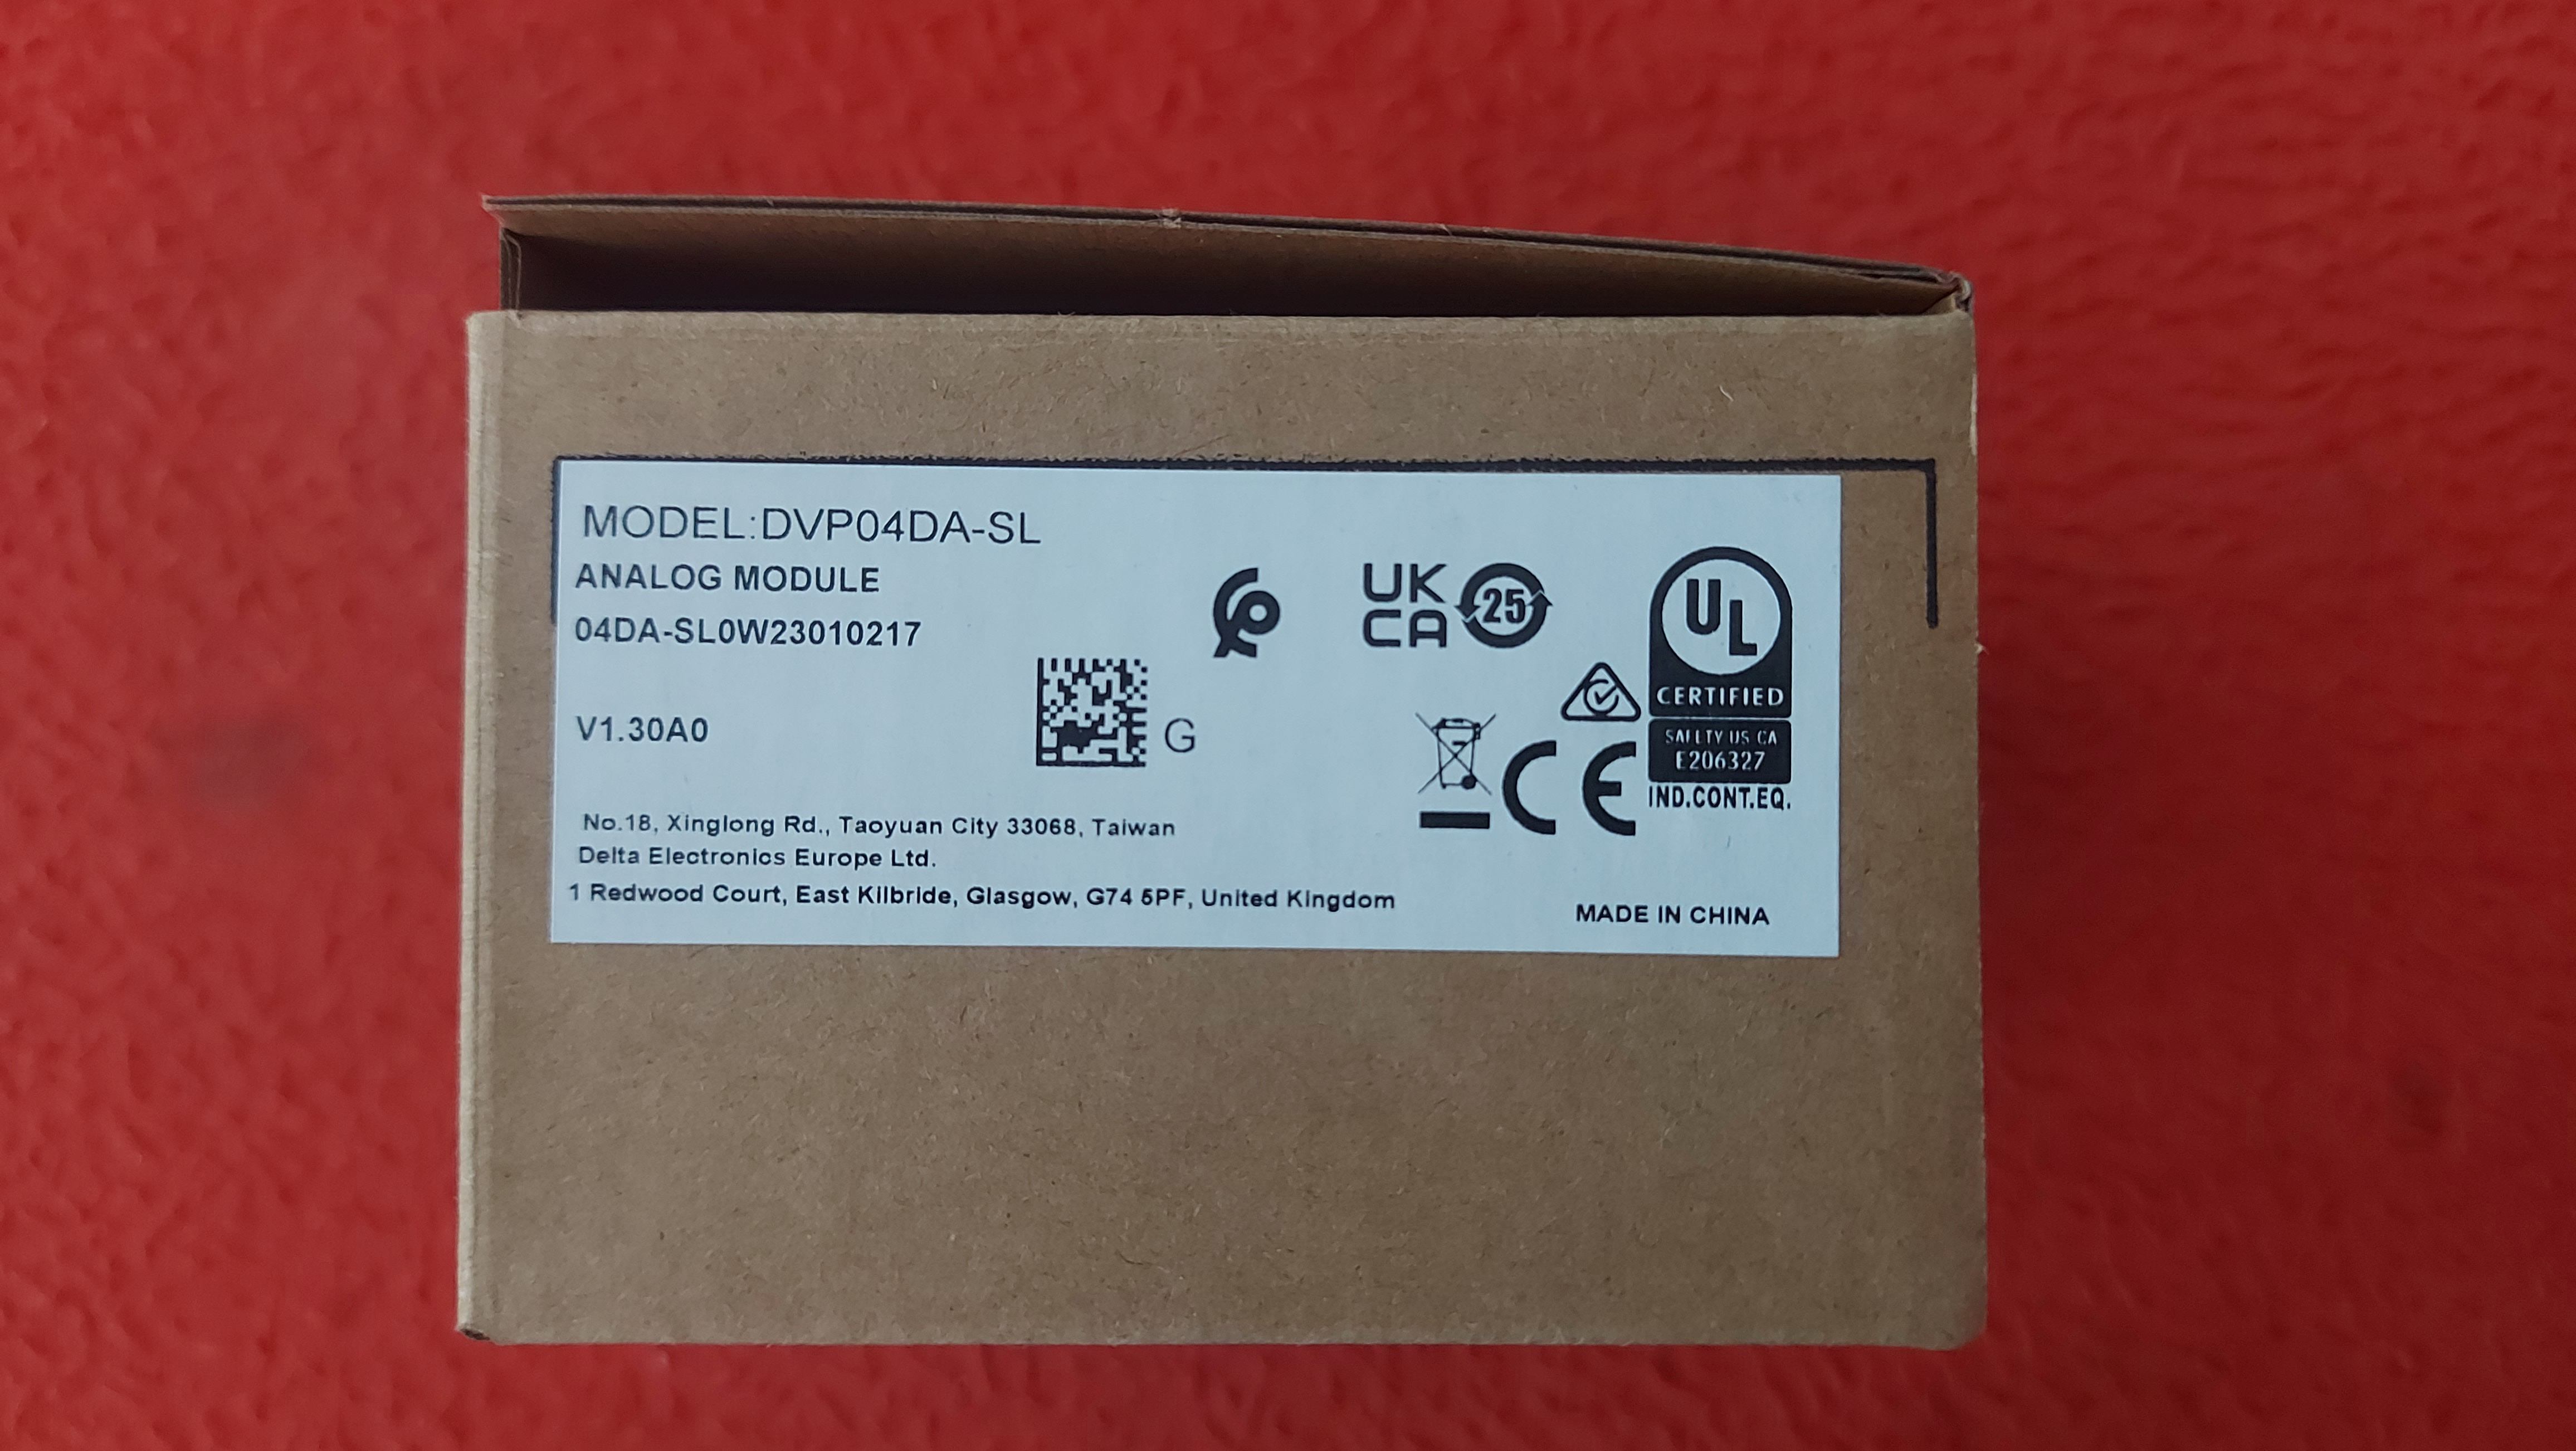 MODEL:DVP04DA-SL
ANALOG MODULE
04DA-SL0W23010217
V1.30A0
G
UK
CA
25
UL
CERTIFIED
SAFETY US CA
E206327
IND.CONT.EQ.
CE
No.18, Xinglong Rd., Taoyuan City 33068, Taiwan
Delta Electronics Europe Ltd.
1 Redwood Court, East Kilbride, Glasgow, G74 5PF, United Kingdom
MADE IN CHINA